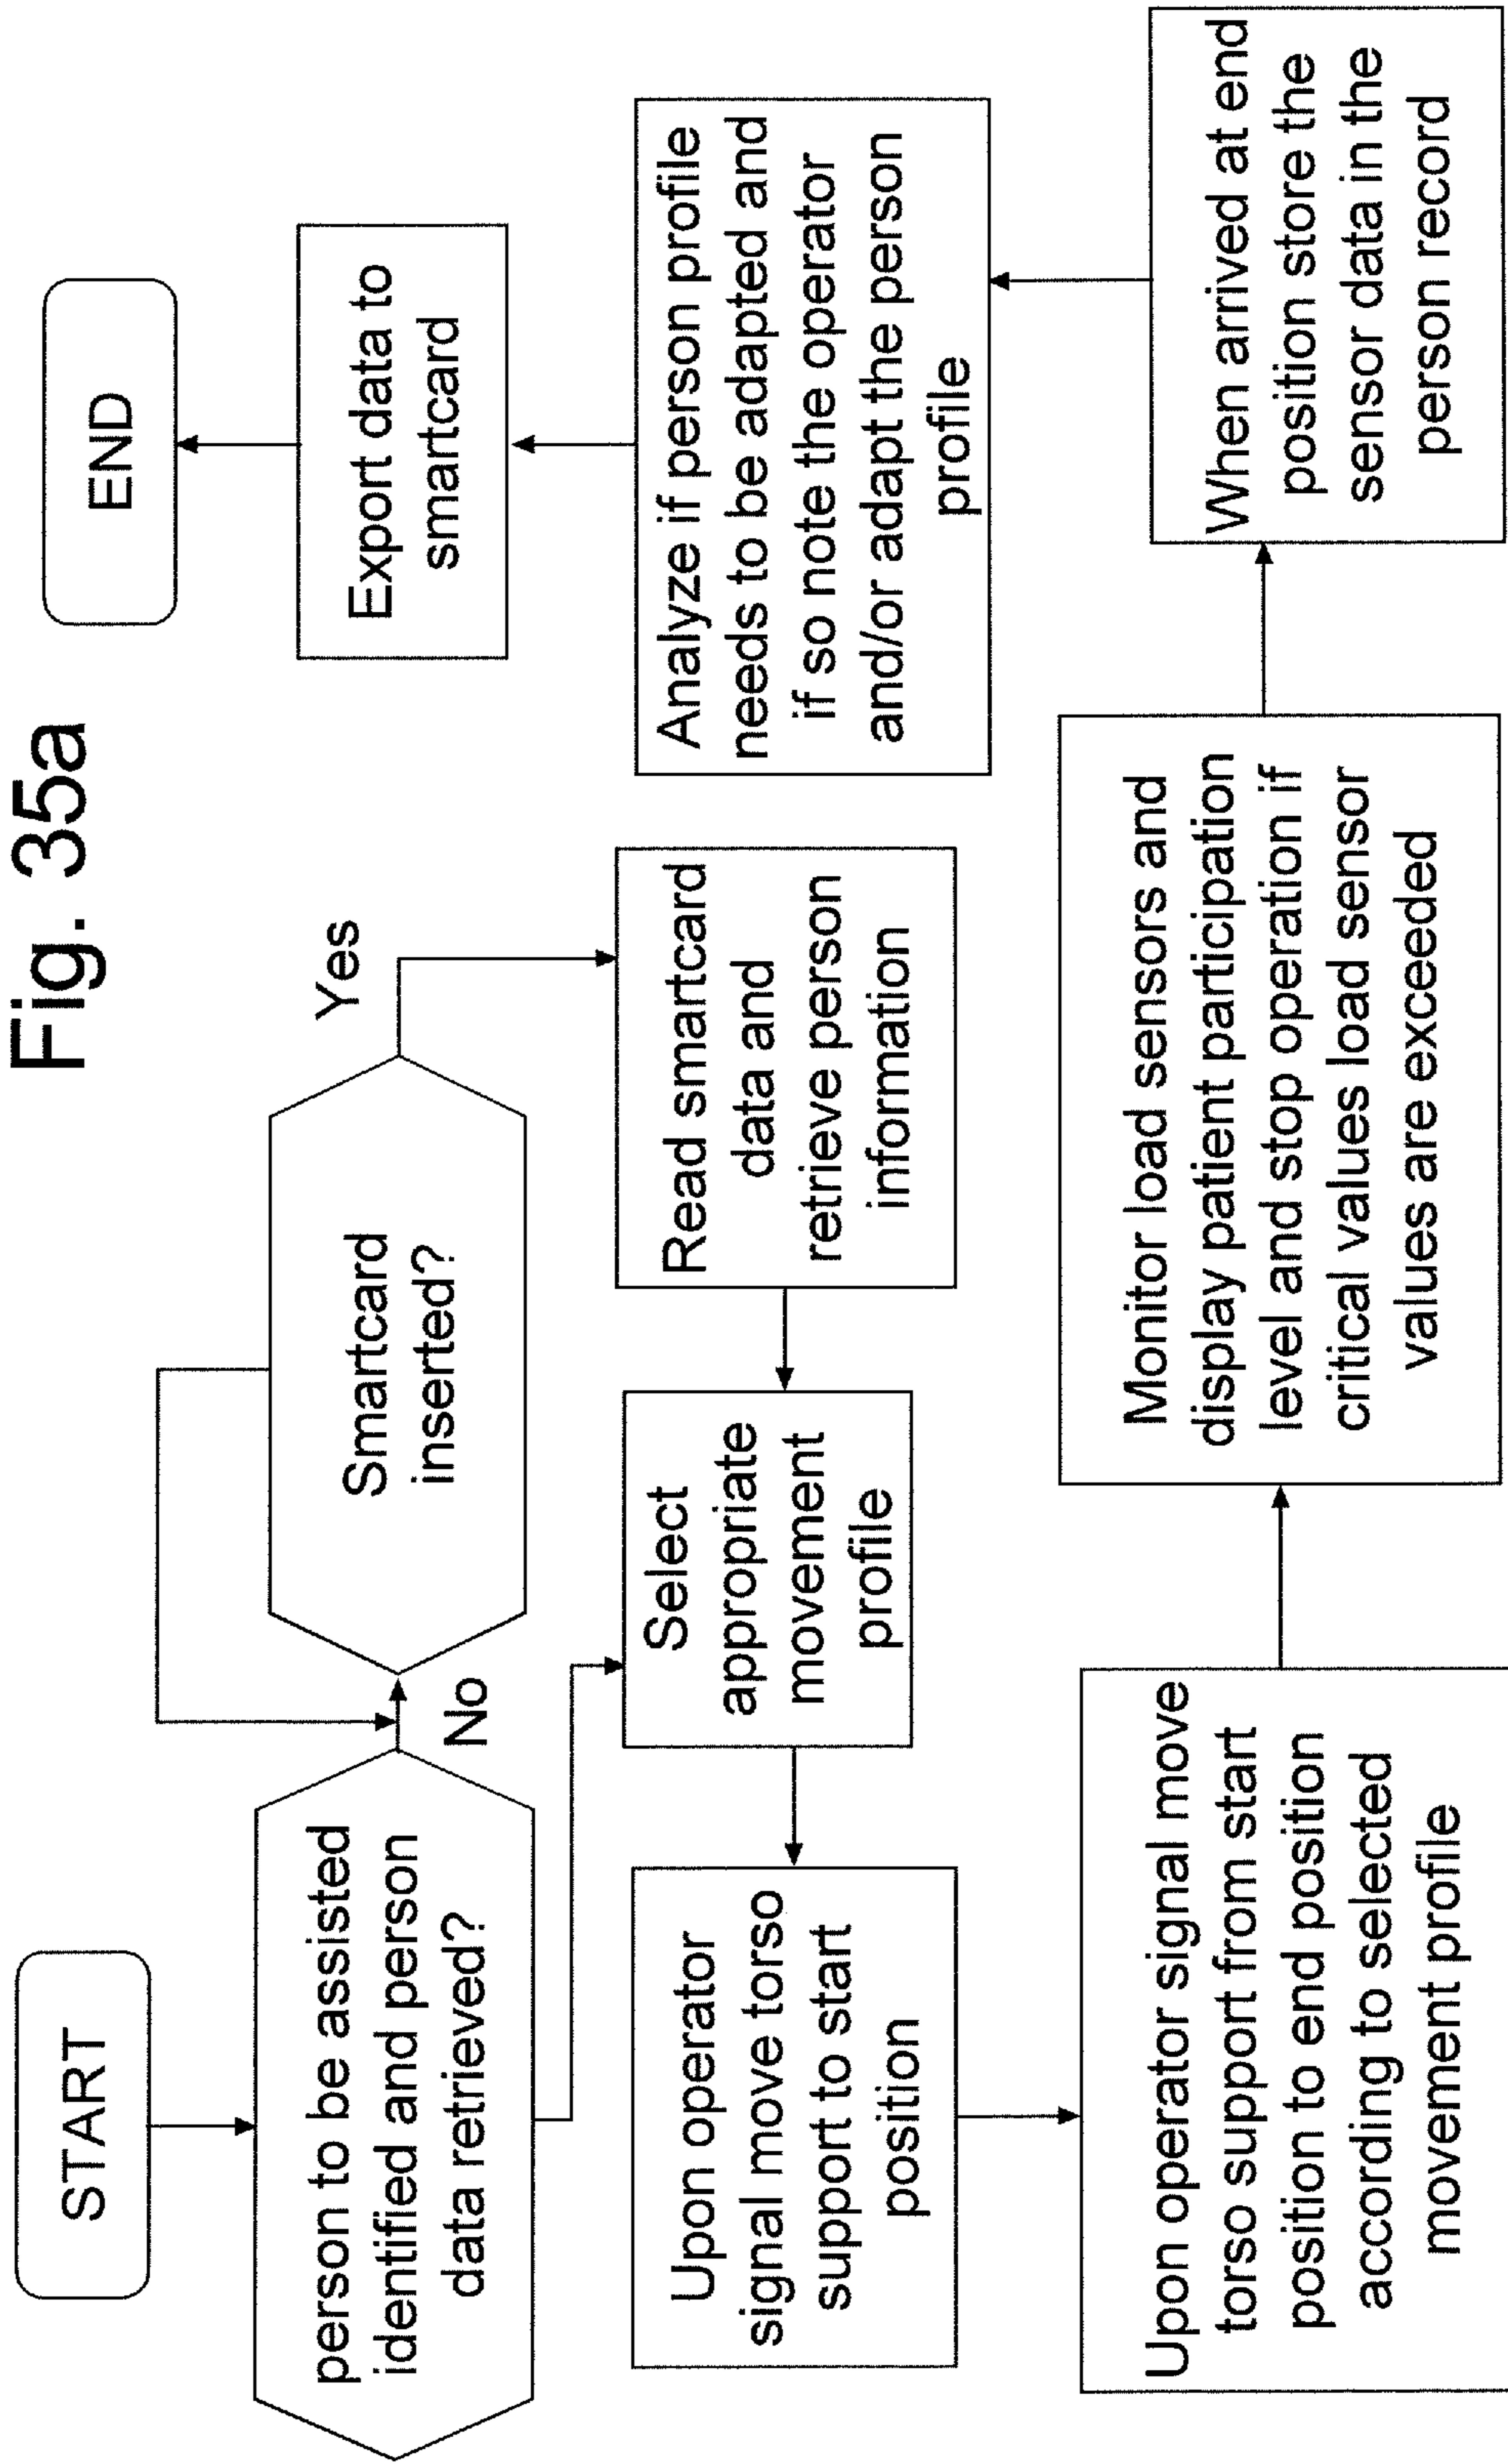 Fig. 35a
START
person to be assisted
identified and person
data retrieved?
No
Smartcard
inserted?
Yes
Read smartcard
data and
retrieve person
information
Select
appropriate
movement
profile
Upon operator
signal move torso
support to start
position
Upon operator signal move
torso support from start
position to end position
according to selected
movement profile
Monitor load sensors and
display patient participation
level and stop operation if
critical values load sensor
values are exceeded
When arrived at end
position store the
sensor data in the
person record
Analyze if person profile
needs to be adapted and
if so note the operator
and/or adapt the person
profile
Export data to
smartcard
END